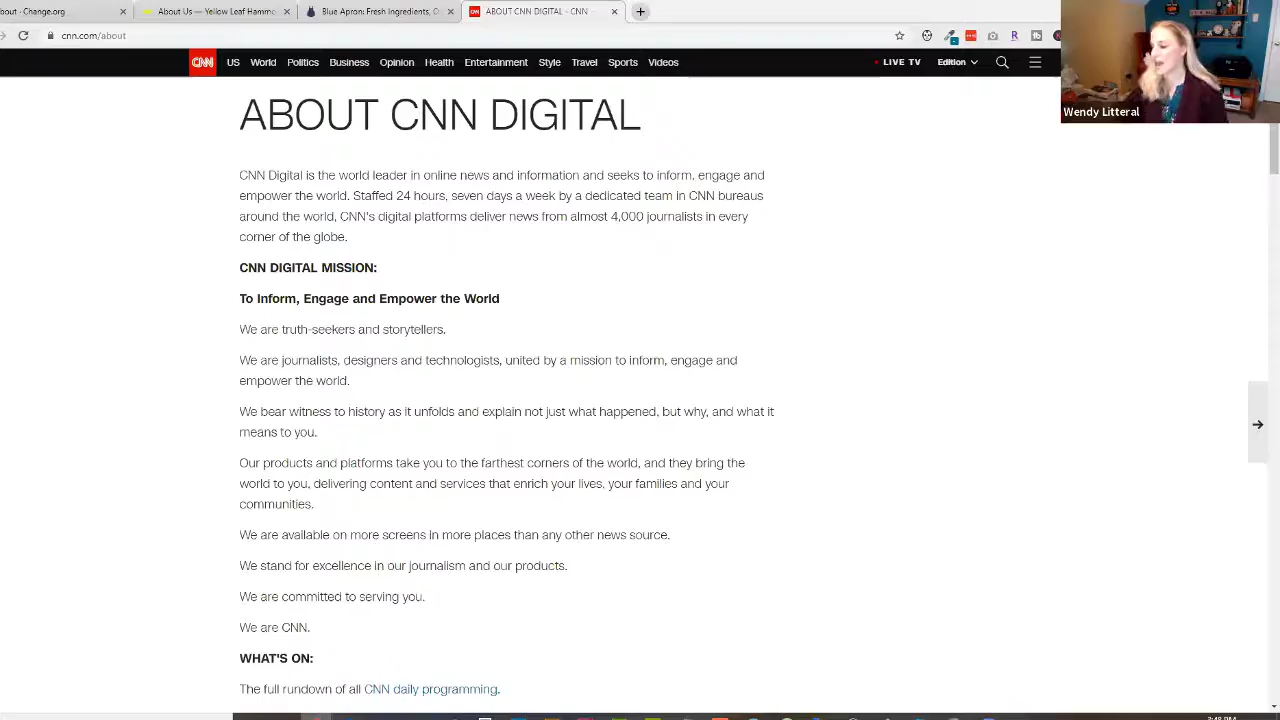 bout - Change.org
About Us — Yellow Leaf Hammo
Blue Apron: Fresh Ingredients, O
ABOUT CNN DIGITAL – CNN
cnn.com/about
CNN US World Politics Business Opinion Health Entertainment Style Travel Sports Videos LIVE TV Edition
Wendy Litteral
ABOUT CNN DIGITAL
CNN Digital is the world leader in online news and information and seeks to inform, engage and
empower the world. Staffed 24 hours, seven days a week by a dedicated team in CNN bureaus
around the world, CNN's digital platforms deliver news from almost 4,000 journalists in every
corner of the globe.
CNN DIGITAL MISSION:
To Inform, Engage and Empower the World
We are truth-seekers and storytellers.
We are journalists, designers and technologists, united by a mission to inform, engage and
empower the world.
We bear witness to history as it unfolds and explain not just what happened, but why, and what it
means to you.
Our products and platforms take you to the farthest corners of the world, and they bring the
world to you, delivering content and services that enrich your lives, your families and your
communities.
We are available on more screens in more places than any other news source.
We stand for excellence in our journalism and our products.
We are committed to serving you.
We are CNN.
WHAT'S ON:
The full rundown of all CNN daily programming.